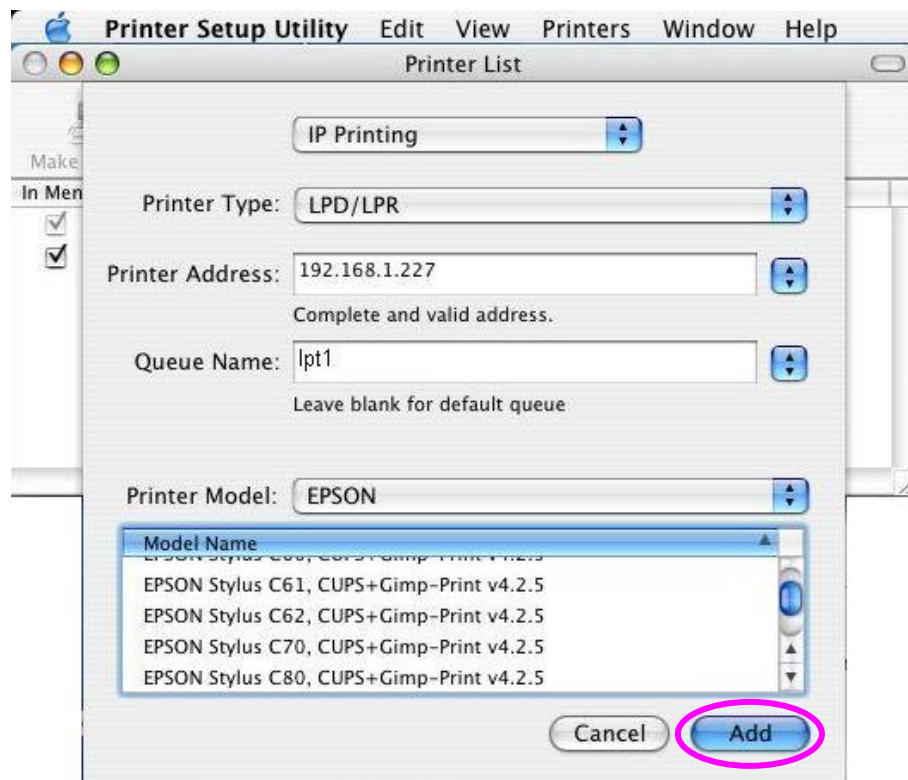 Printer Setup Utility Edit View Printers Window Help
Printer List
Make
In Men
IP Printing
Printer Type: LPD/LPR
Printer Address: 192.168.1.227
Complete and valid address.
Queue Name: lpt1
Leave blank for default queue
Printer Model: EPSON
Model Name
EPSON Stylus C61, CUPS+Gimp-Print v4.2.5
EPSON Stylus C62, CUPS+Gimp-Print v4.2.5
EPSON Stylus C70, CUPS+Gimp-Print v4.2.5
EPSON Stylus C80, CUPS+Gimp-Print v4.2.5
Cancel Add